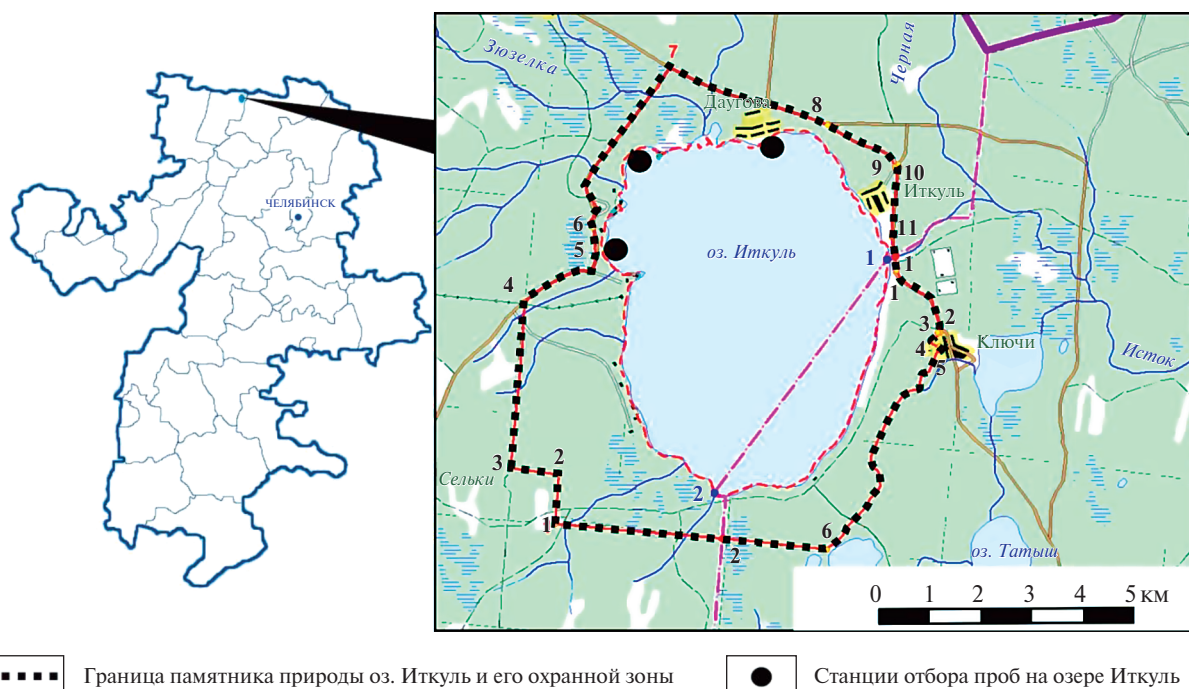 ЧЕЛЯБИНСК
Зюзелка
Черная
7
Даугова
8
9
10
Иткуль
6
11
5
оз. Иткуль
1
1
4
1
3
2
Ключи
4
5
Исток
3
2
Сельки
2
1
2
6
оз. Татыш
0 1 2 3 4 5 км
Граница памятника природы оз. Иткуль и его охранной зоны
Станции отбора проб на озере Иткуль